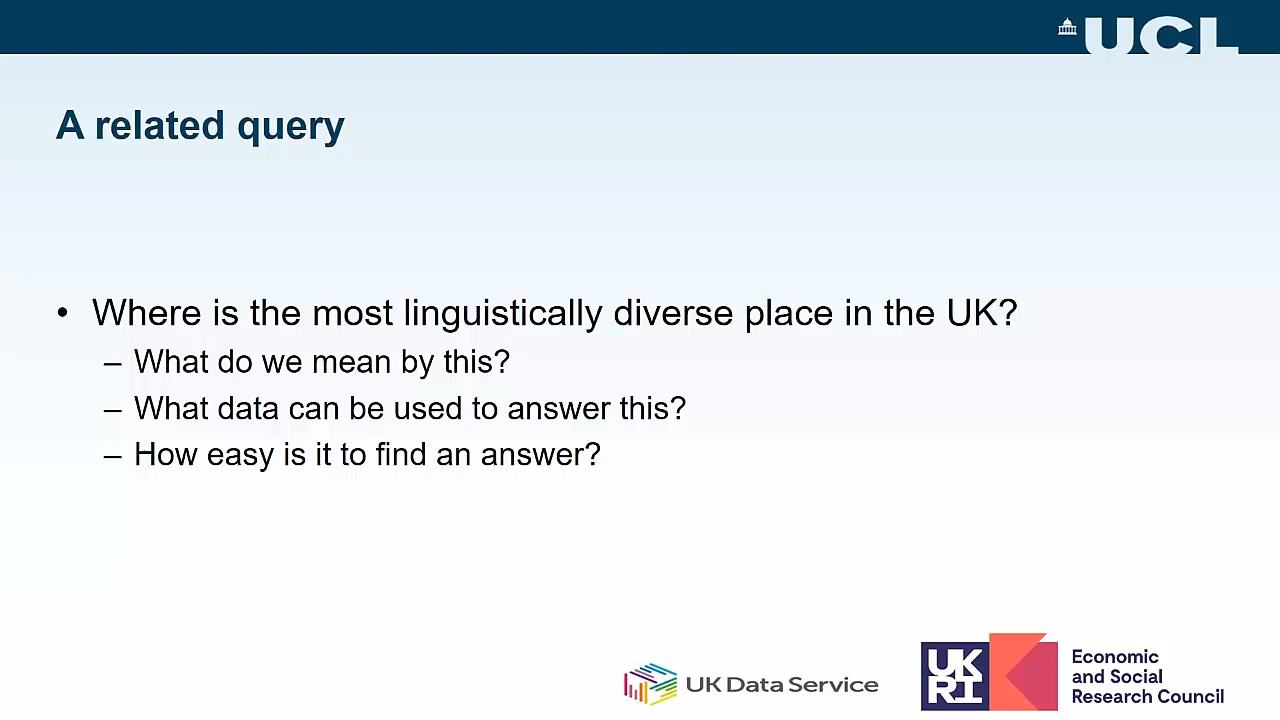 UCL
A related query
• Where is the most linguistically diverse place in the UK?
– What do we mean by this?
– What data can be used to answer this?
– How easy is it to find an answer?
UK Data Service
UK
RI
Economic
and Social
Research Council